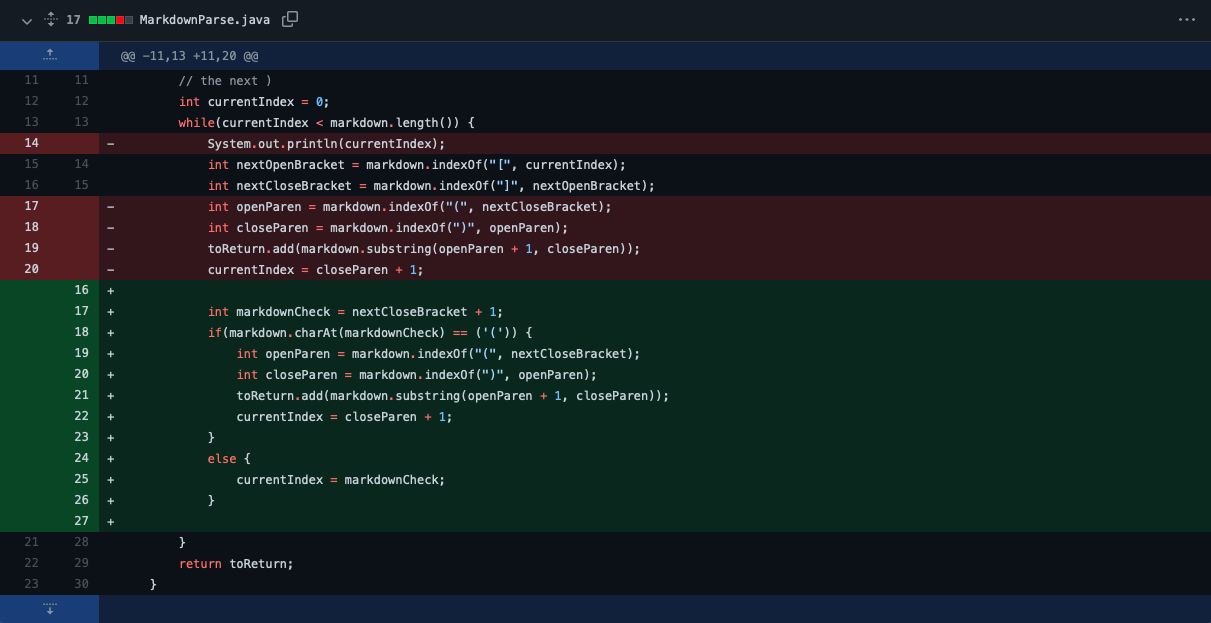 17 MarkdownParse.java
@@ -11,13 +11,20 @@
11 11 // the next )
12 12 int currentIndex = 0;
13 13 while(currentIndex < markdown.length()) {
14 - System.out.println(currentIndex);
15 14 int nextOpenBracket = markdown.indexOf("[", currentIndex);
16 15 int nextCloseBracket = markdown.indexOf("]", nextOpenBracket);
17 - int openParen = markdown.indexOf("(", nextCloseBracket);
18 - int closeParen = markdown.indexOf(")", openParen);
19 - toReturn.add(markdown.substring(openParen + 1, closeParen));
20 - currentIndex = closeParen + 1;
16 +
17 + int markdownCheck = nextCloseBracket + 1;
18 + if(markdown.charAt(markdownCheck) == ('(')) {
19 + int openParen = markdown.indexOf("(", nextCloseBracket);
20 + int closeParen = markdown.indexOf(")", openParen);
21 + toReturn.add(markdown.substring(openParen + 1, closeParen));
22 + currentIndex = closeParen + 1;
23 + }
24 + else {
25 + currentIndex = markdownCheck;
26 + }
27 +
21 28 }
22 29 return toReturn;
23 30 }